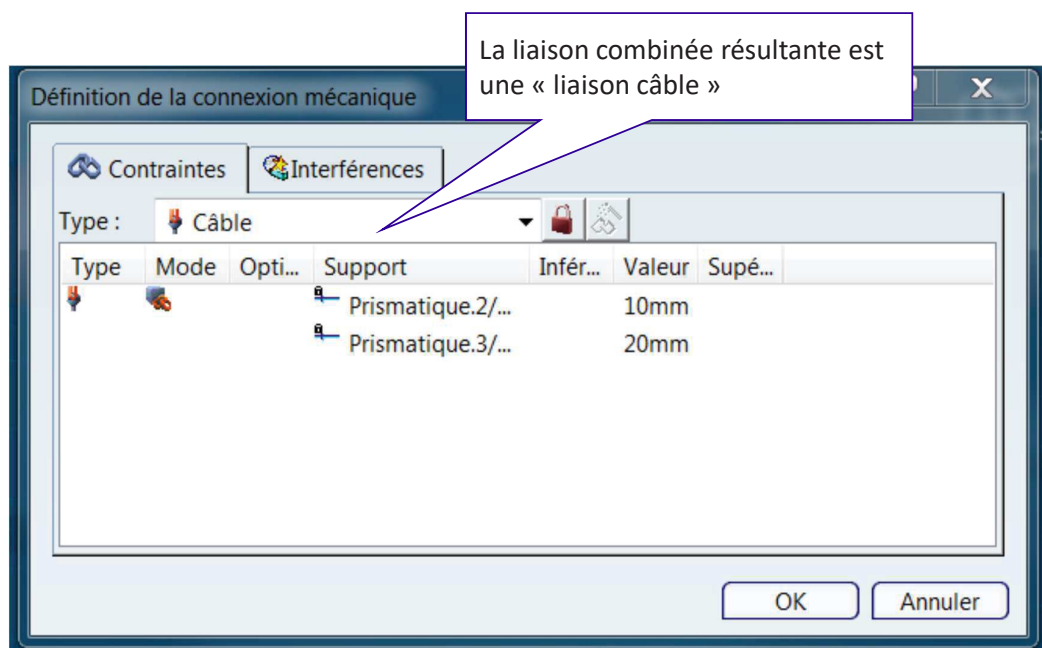 La liaison combinée résultante est
une « liaison câble »
Définition de la connexion mécanique
X
Contraintes
Interférences
Type :
Câble
Type Mode Opti... Support Infér... Valeur Supé...
Prismatique.2/... 10mm
Prismatique.3/... 20mm
OK Annuler